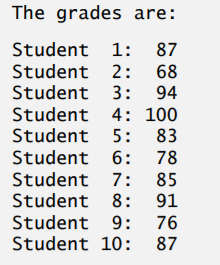 The grades are:
Student  1:  87
Student  2:  68
Student  3:  94
Student  4: 100
Student  5:  83
Student  6:  78
Student  7:  85
Student  8:  91
Student  9:  76
Student 10:  87